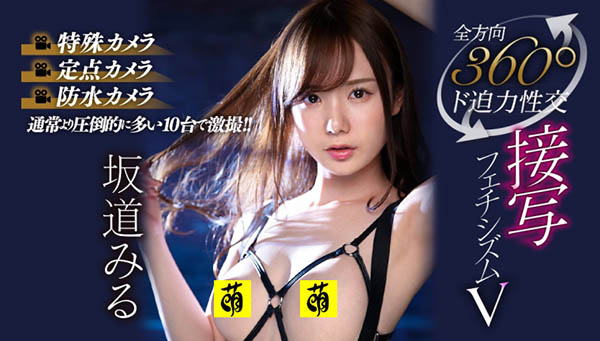 特殊カメラ
定点カメラ
防水カメラ
通常より圧倒的に多い10台で激撮!!
坂道みる
全方向
360°
ド迫力性交
接写
フェチシズム
V
萌
萌